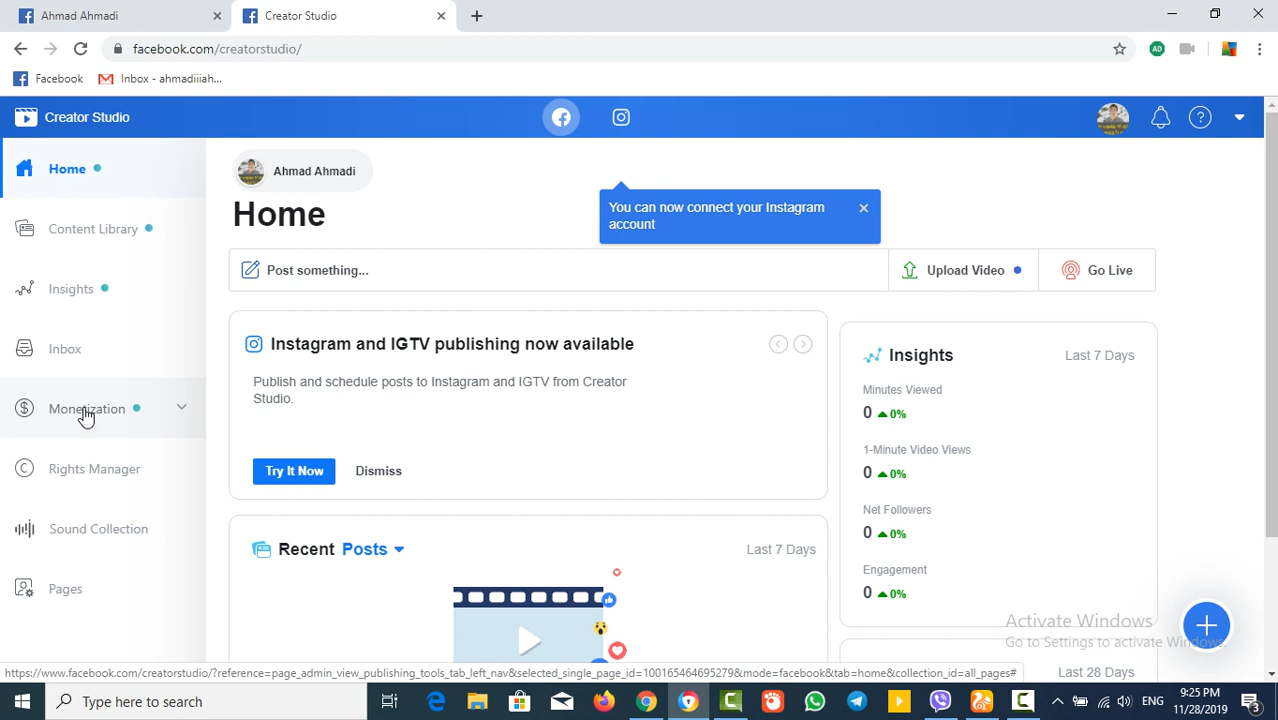 Ahmad Ahmadi
Creator Studio
facebook.com/creatorstudio/
Facebook
Inbox - ahmadiiiah...
Creator Studio
Home
Content Library
Insights
Inbox
Monetization
Rights Manager
Sound Collection
Pages
Ahmad Ahmadi
Home
You can now connect your Instagram
account
Post something...
Upload Video
Go Live
Instagram and IGTV publishing now available
Publish and schedule posts to Instagram and IGTV from Creator
Studio.
Try It Now
Dismiss
Recent Posts
Last 7 Days
Insights
Last 7 Days
Minutes Viewed
0 0%
1-Minute Video Views
0 0%
Net Followers
0 0%
Engagement
0 0%
Last 28 Days
Activate Windows
Go to Settings to activate Windows.
https://www.facebook.com/creatorstudio/?reference=page_admin_view_publishing_tools_tab_left_nav&selected_single_page_id=1001654646952​79&mode=facebook&tab=home&collection_id=all_pages#
Type here to search
ENG
9:25 PM
11/28/2019
3